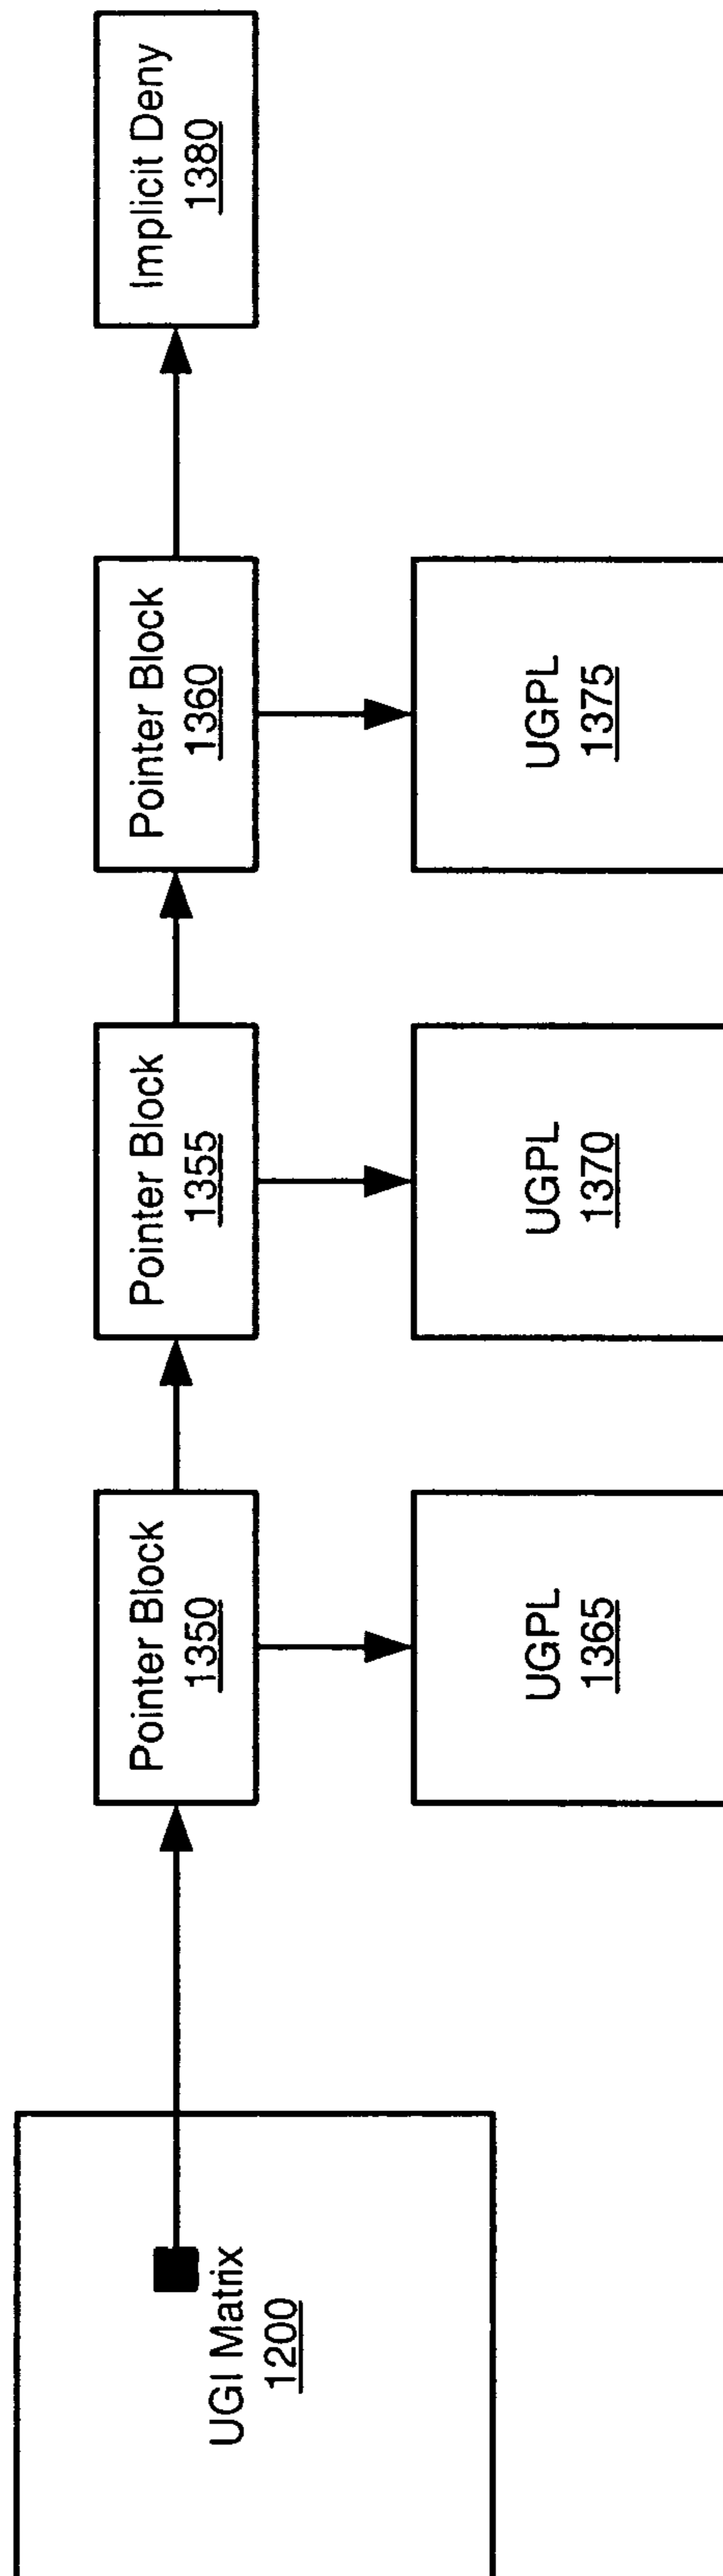 UGI Matrix
1200
Pointer Block
1350
Pointer Block
1355
Pointer Block
1360
Implicit Deny
1380
UGPL
1365
UGPL
1370
UGPL
1375